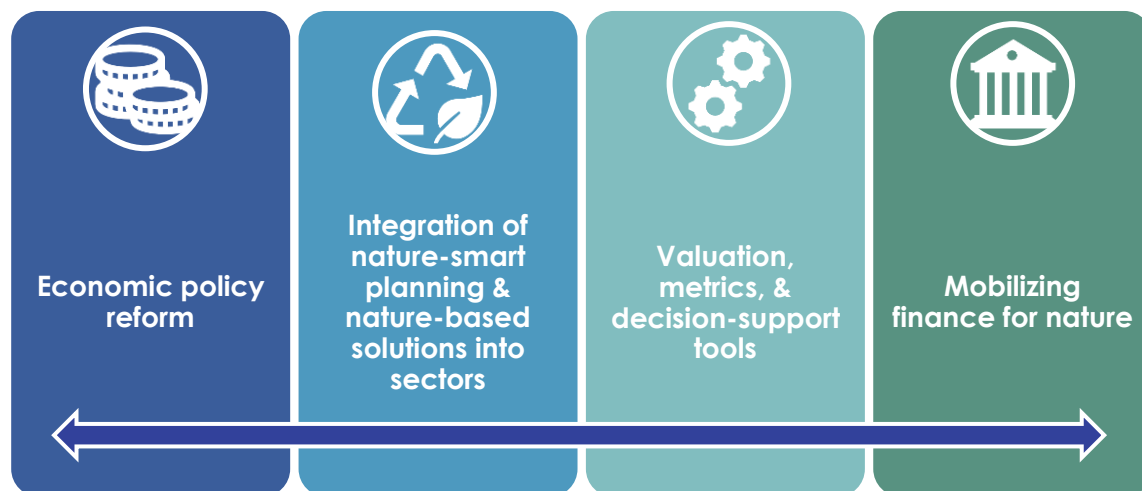 Economic policy
reform
Integration of
nature-smart
planning &
nature-based
solutions into
sectors
Valuation,
metrics, &
decision-support
tools
Mobilizing
finance for nature